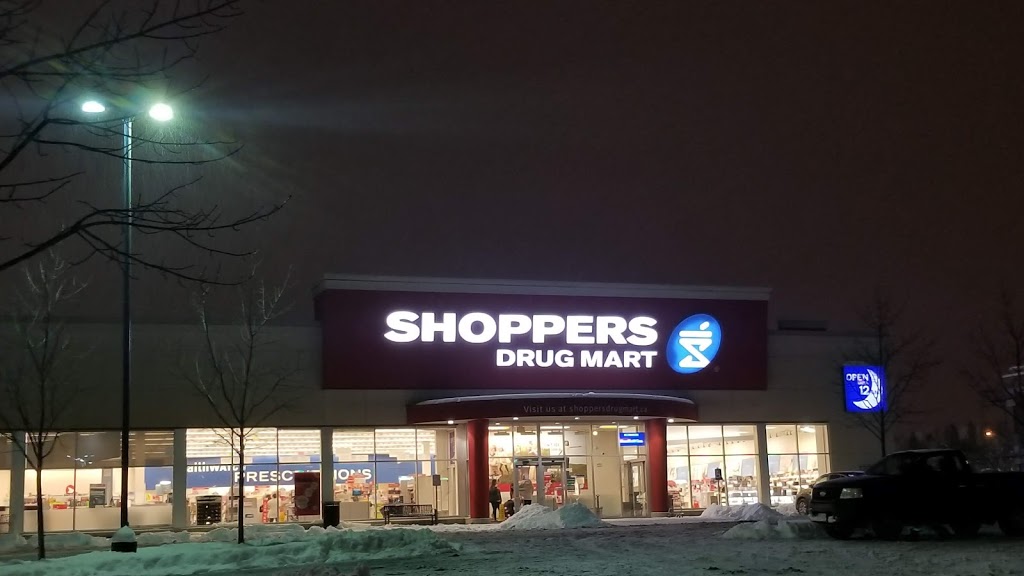 SHOPPERS
DRUG MART
OPEN
12
Visit us at shoppersdrugmart.ca
PRESCRIPTIONS